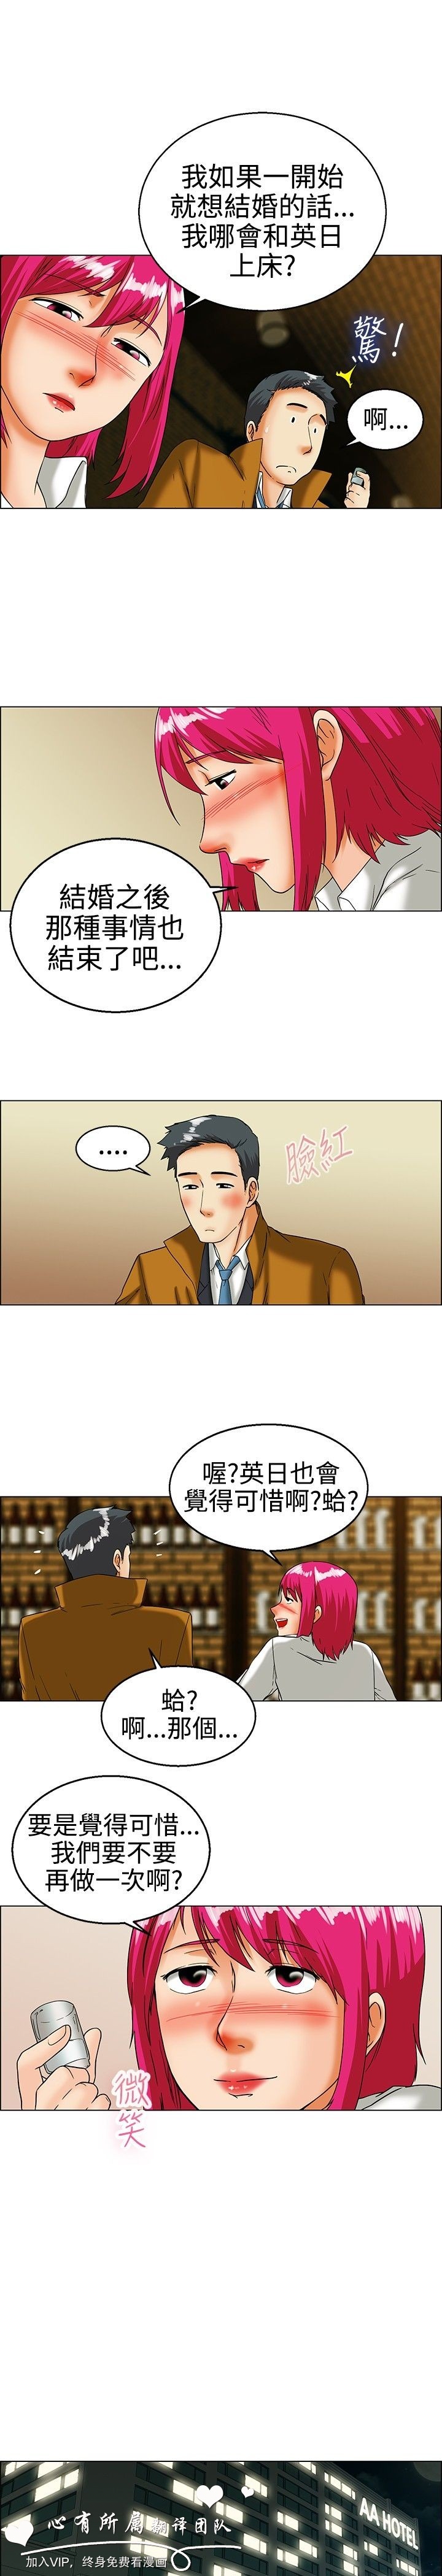 我如果一開始
就想結婚的話...
我哪會和英日
上床?
驚!
啊...
結婚之後
那種事情也
結束了吧...
....
臉紅
喔?英日也會
覺得可惜啊?蛤?
蛤?
啊...那個...
要是覺得可惜...
我們要不要
再做一次啊?
微笑
AA HOTEL
心有所属翻译团队
加入VIP，终身免费看漫画